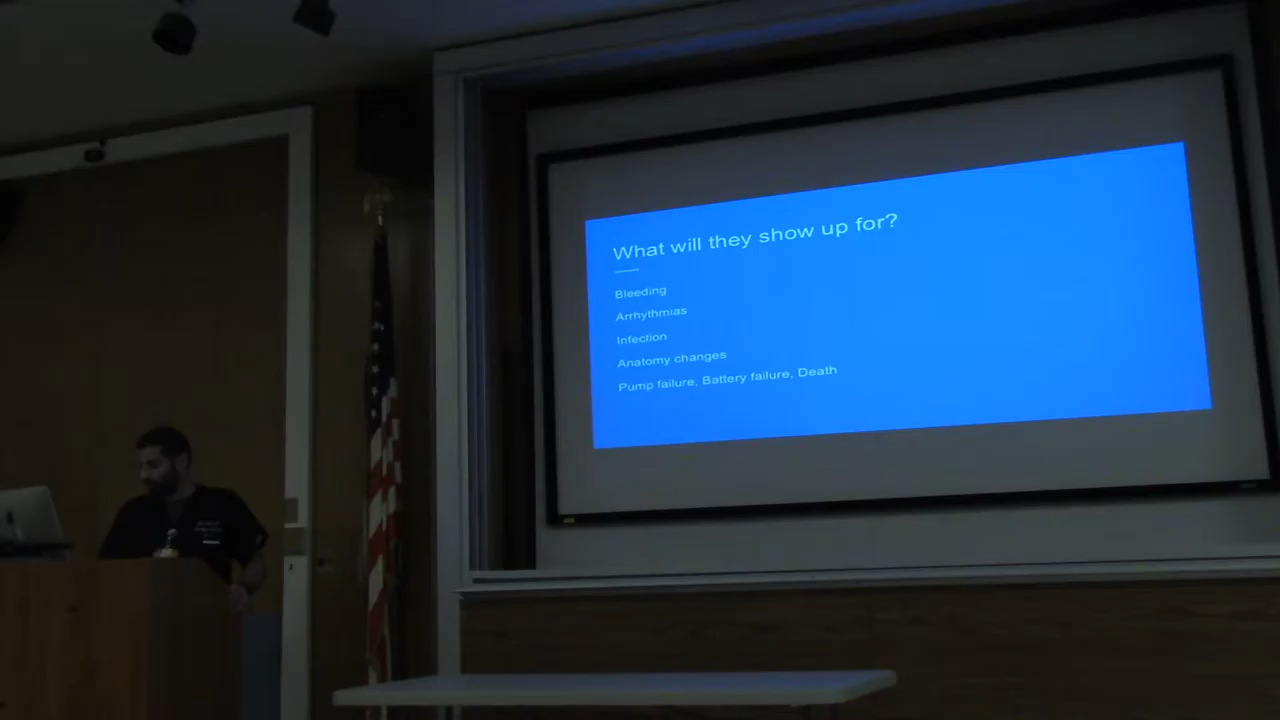 What will they show up for?
Bleeding
Arrhythmias
Infection
Anatomy changes
Pump failure, Battery failure, Death